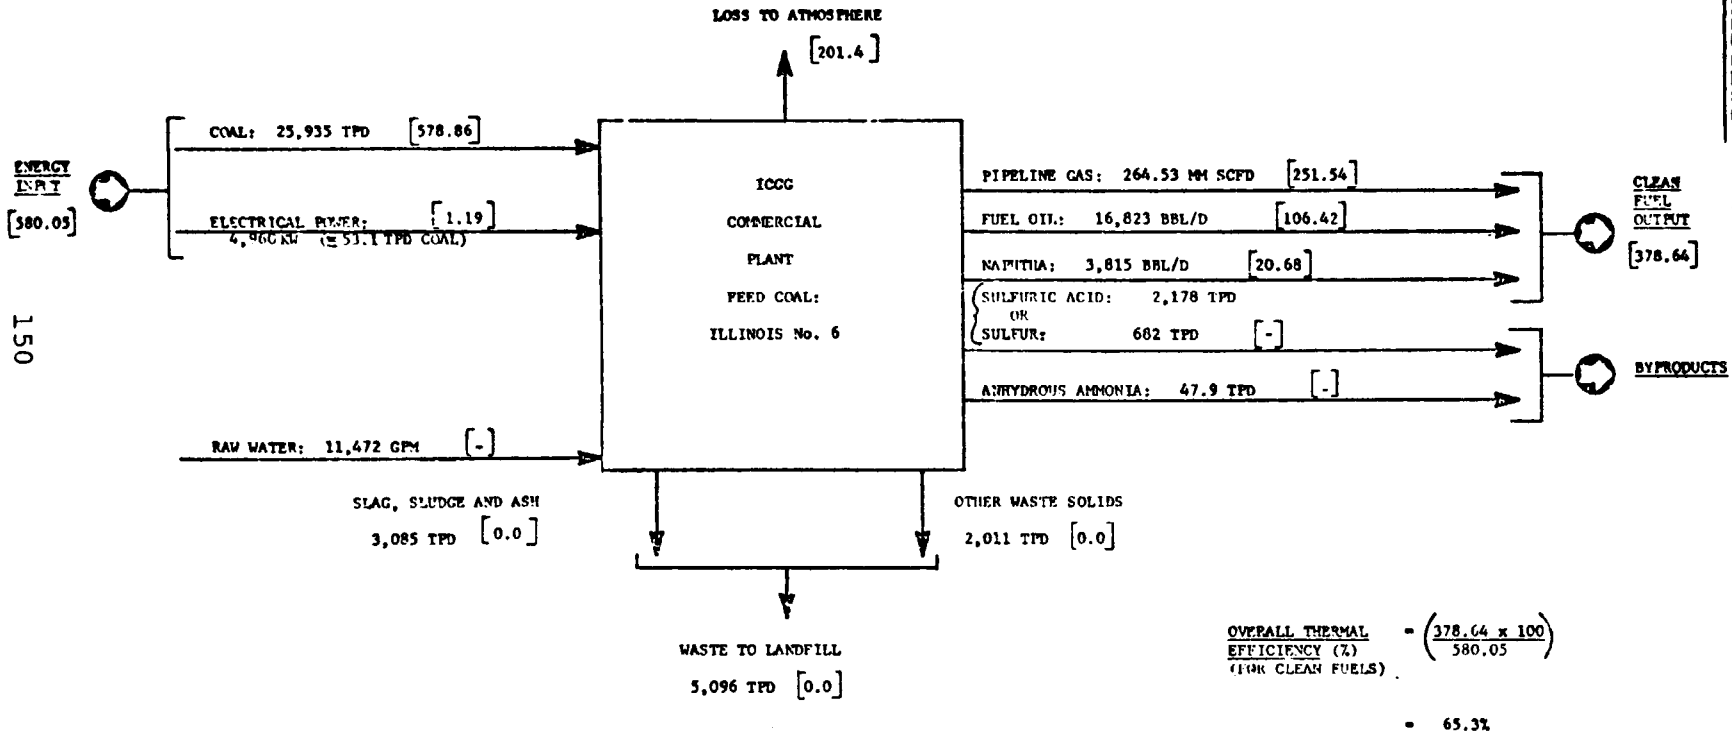 LOSS TO ATMOSPHERE
[201.4]
COAL: 25,935 TPD [578.86]
ENERGY
INPUT
[580.05]
ELECTRICAL POWER: [1.19]
4,960 KW (≅ 53.1 TPD COAL)
RAW WATER: 11,472 GPM [-]
ICGG
COMMERCIAL
PLANT
FEED COAL:
ILLINOIS No. 6
PIPELINE GAS: 264.53 MM SCFD [251.54]
FUEL OIL: 16,823 BBL/D [106.42]
NAPHTHA: 3,815 BBL/D [20.68]
CLEAN
FUEL
OUTPUT
[378.64]
SULFURIC ACID: 2,178 TPD
OR
SULFUR: 682 TPD [-]
ANHYDROUS AMMONIA: 47.9 TPD [-]
BYPRODUCTS
SLAG, SLUDGE AND ASH
3,085 TPD [0.0]
OTHER WASTE SOLIDS
2,011 TPD [0.0]
WASTE TO LANDFILL
5,096 TPD [0.0]
OVERALL THERMAL = (378.64 x 100)
EFFICIENCY (%) 580.05
(FOR CLEAN FUELS)
= 65.3%
150